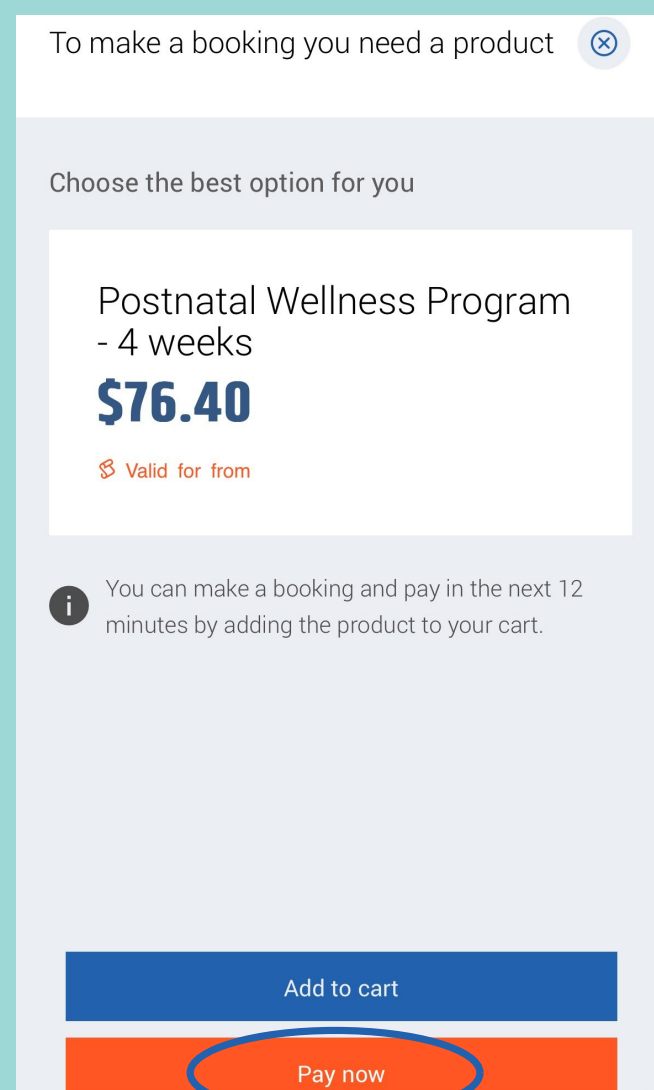 To make a booking you need a product
Choose the best option for you
Postnatal Wellness Program
- 4 weeks
$76.40
Valid for from
i
You can make a booking and pay in the next 12
minutes by adding the product to your cart.
Add to cart
Pay now